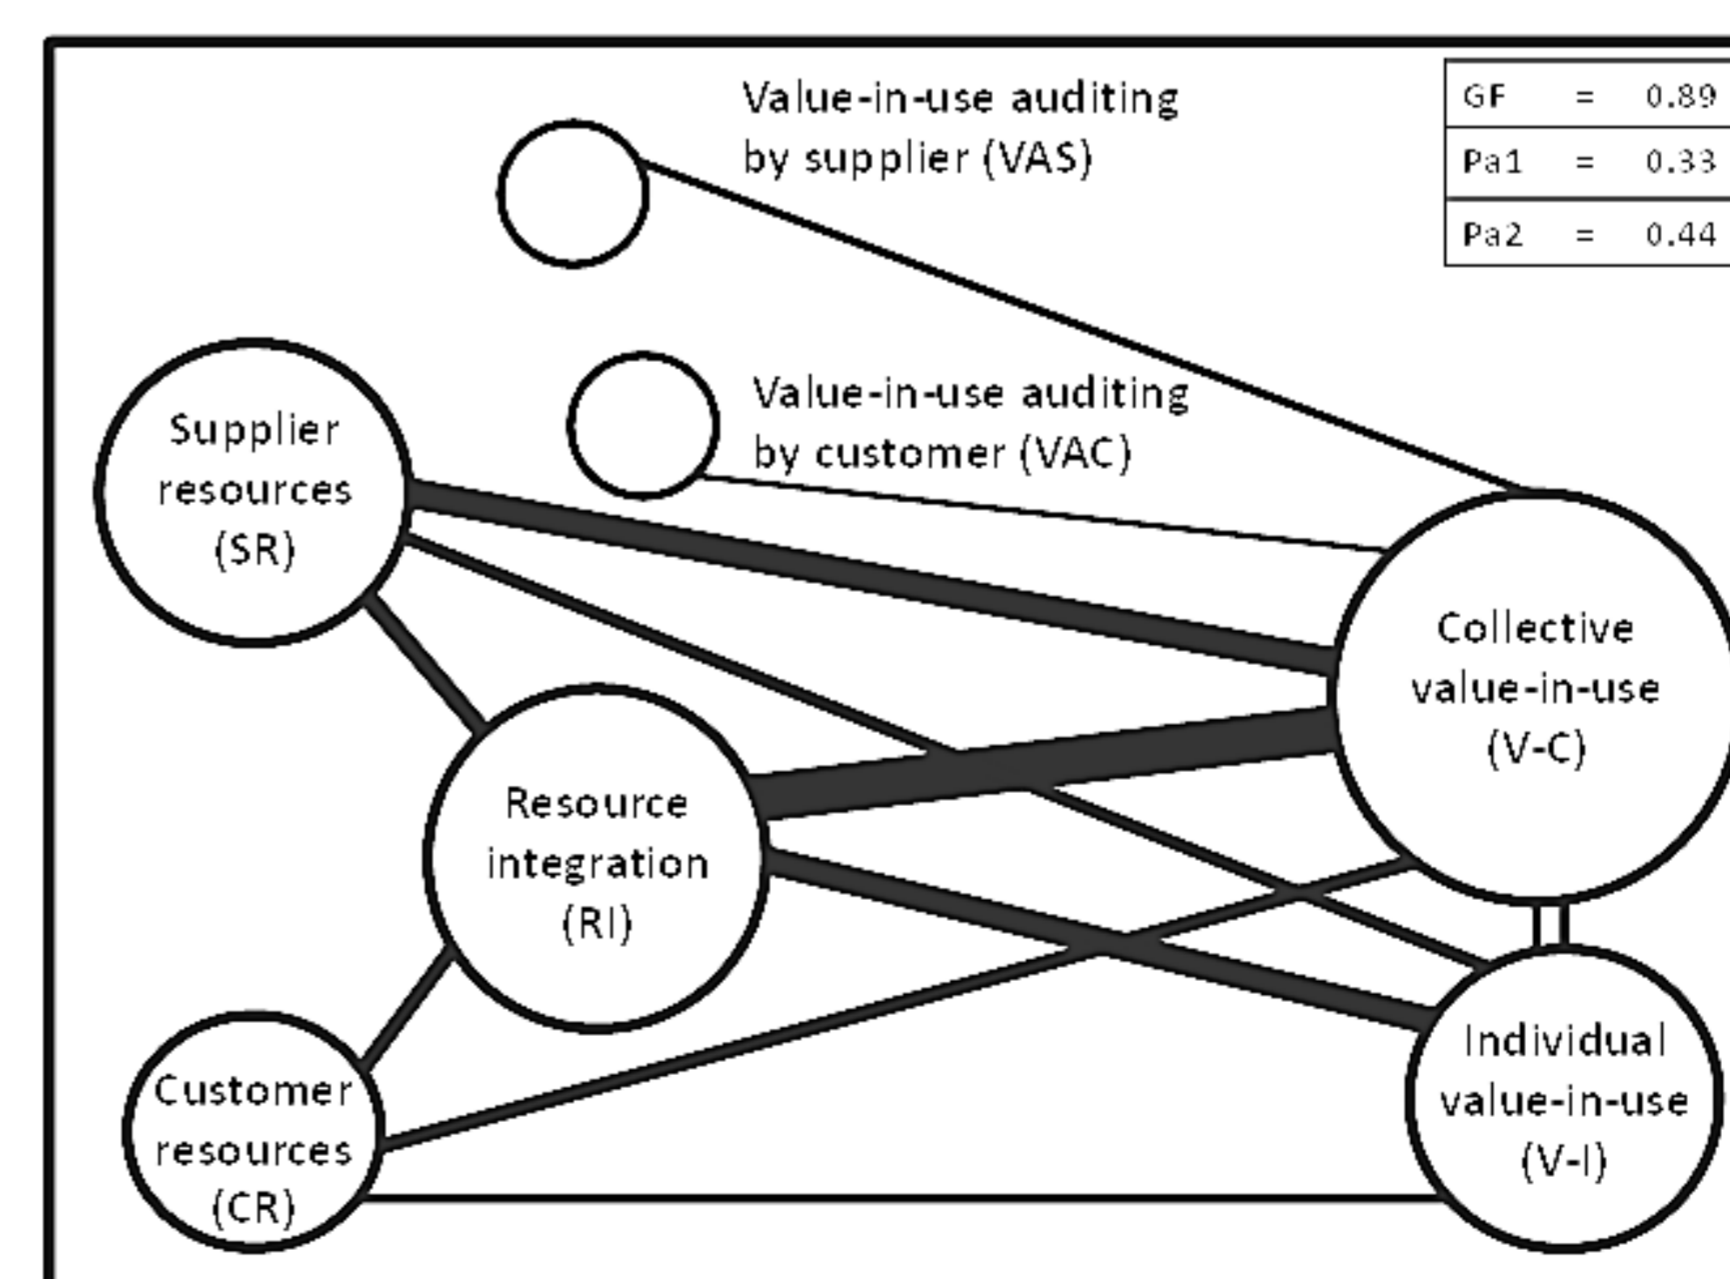 Value-in-use auditing
by supplier (VAS)
GF = 0.89
Pa1 = 0.33
Pa2 = 0.44
Value-in-use auditing
by customer (VAC)
Supplier
resources
(SR)
Collective
value-in-use
(V-C)
Resource
integration
(RI)
Individual
value-in-use
(V-I)
Customer
resources
(CR)